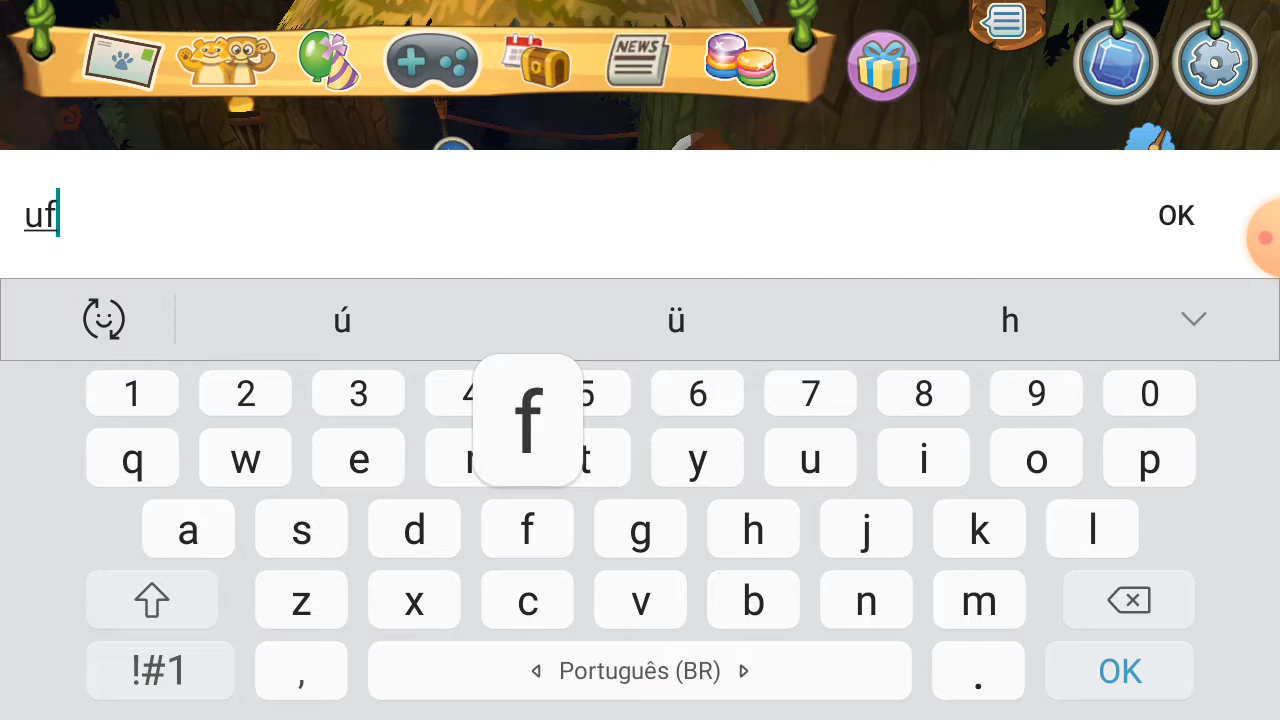 NEWS
uf
OK
ú ü h
1 2 3 4 5 6 7 8 9 0
f
q w e r t y u i o p
a s d f g h j k l
z x c v b n m
!#1 , Português (BR) . OK